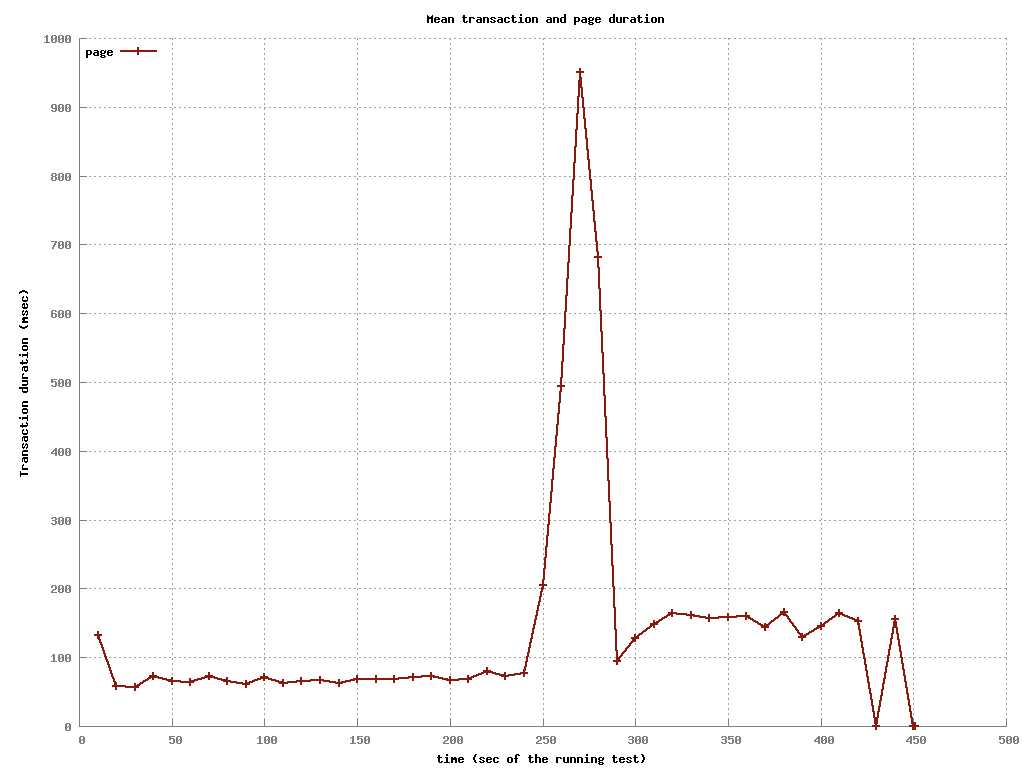 Mean transaction and page duration
page
1000
900
800
700
600
500
400
300
200
100
0
Transaction duration (msec)
0 50 100 150 200 250 300 350 400 450 500
time (sec of the running test)